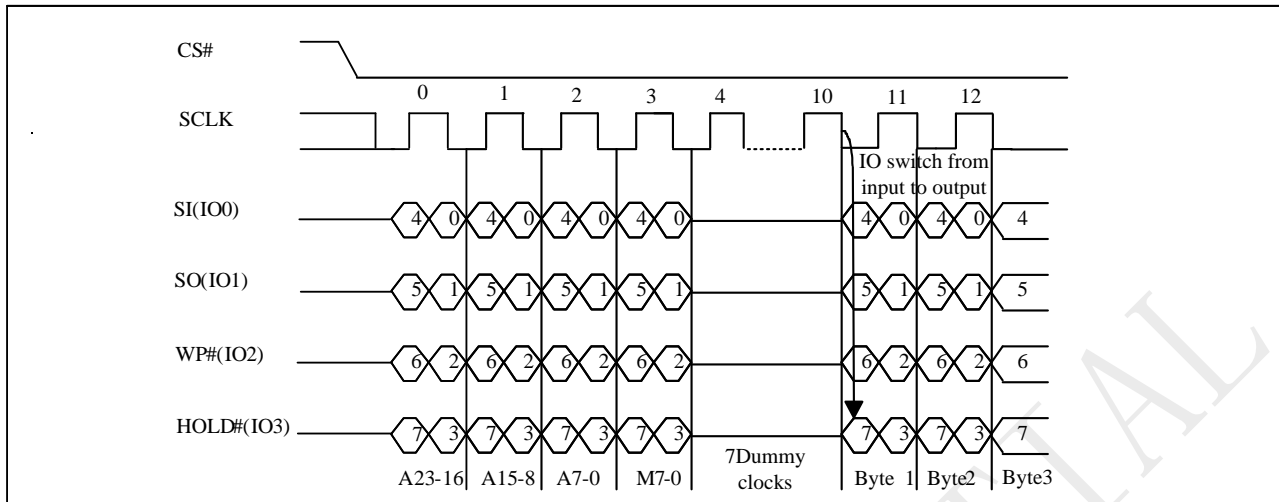 CS#
0 1 2 3 4 10 11 12
SCLK
IO switch from
input to output
SI(IO0) 4 0 4 0 4 0 4 0 4 0 4 0 4
SO(IO1) 5 1 5 1 5 1 5 1 5 1 5 1 5
WP#(IO2) 6 2 6 2 6 2 6 2 6 2 6 2 6
HOLD#(IO3) 7 3 7 3 7 3 7 3 7 3 7 3 7
A23-16 A15-8 A7-0 M7-0 7Dummy Byte 1 Byte2 Byte3
clocks